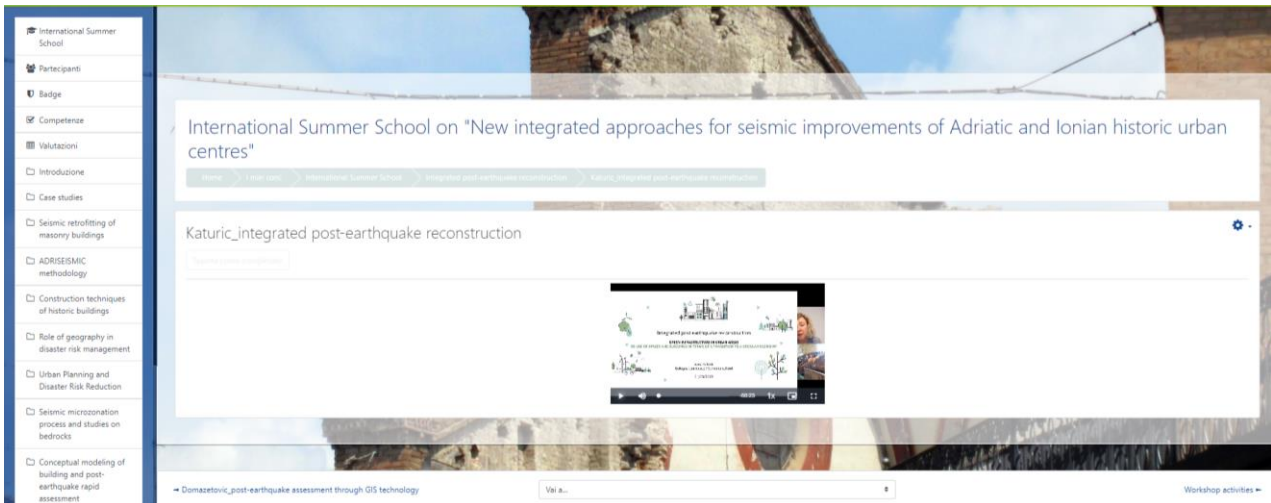 International Summer
School
Partecipanti
Badge
Competenze
Valutazioni
Introduzione
Case studies
Seismic retrofitting of
masonry buildings
ADRISEISMIC
methodology
Construction techniques
of historic buildings
Role of geography in
disaster risk management
Urban Planning and
Disaster Risk Reduction
Seismic microzonation
process and studies on
bedrocks
Conceptual modeling of
building and post-
earthquake rapid
assessment
International Summer School on "New integrated approaches for seismic improvements of Adriatic and Ionian historic urban
centres"
Home I miei corsi International Summer School Integrated post-earthquake reconstruction Katuric_integrated post-earthquake reconstruction
Katuric_integrated post-earthquake reconstruction
Integrated post-earthquake reconstruction
1x
← Domazetovic_post-earthquake assessment through GIS technology
Vai a...
Workshop activities